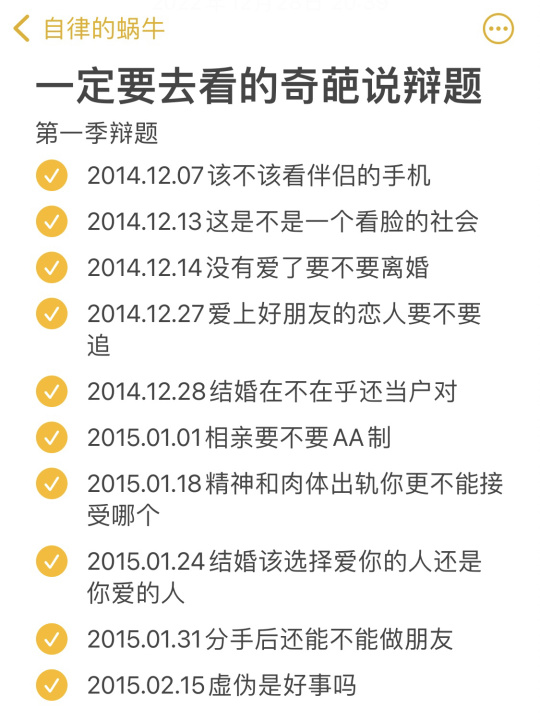 自律的蜗牛
一定要去看的奇葩说辩题
第一季辩题
2014.12.07该不该看伴侣的手机
2014.12.13这是不是一个看脸的社会
2014.12.14没有爱了要不要离婚
2014.12.27爱上好朋友的恋人要不要
追
2014.12.28结婚在不在乎还当户对
2015.01.01相亲要不要AA制
2015.01.18精神和肉体出轨你更不能接
受哪个
2015.01.24结婚该选择爱你的人还是
你爱的人
2015.01.31分手后还能不能做朋友
2015.02.15虚伪是好事吗